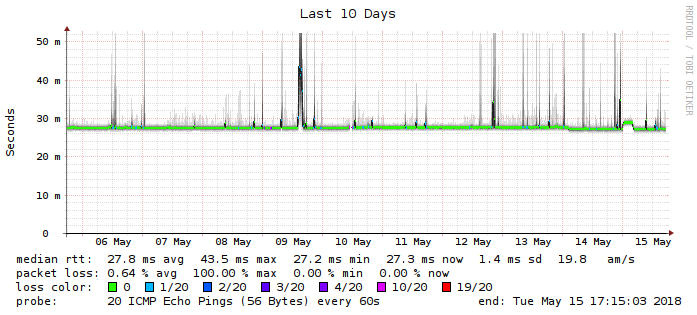 Last 10 Days
RRDTOOL / TOBI OETIKER
Seconds
50 m
40 m
30 m
20 m
10 m
0
06 May 07 May 08 May 09 May 10 May 11 May 12 May 13 May 14 May 15 May
median rtt: 27.8 ms avg 43.5 ms max 27.2 ms min 27.3 ms now 1.4 ms sd 19.8 am/s
packet loss: 0.64 % avg 100.00 % max 0.00 % min 0.00 % now
loss color: 0 1/20 2/20 3/20 4/20 10/20 19/20
probe: 20 ICMP Echo Pings (56 Bytes) every 60s end: Tue May 15 17:15:03 2018